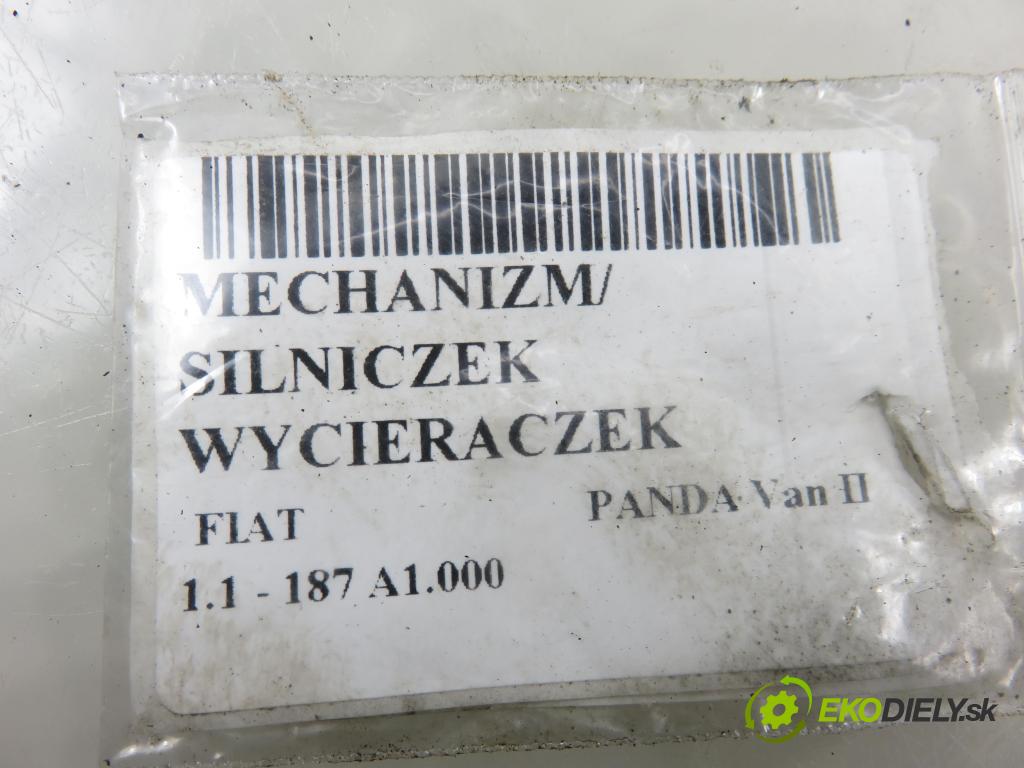 MECHANIZM/
SILNICZEK
WYCIERACZEK
FIAT PANDA Van II
1.1 - 187 A1.000
EKODIELY.sk